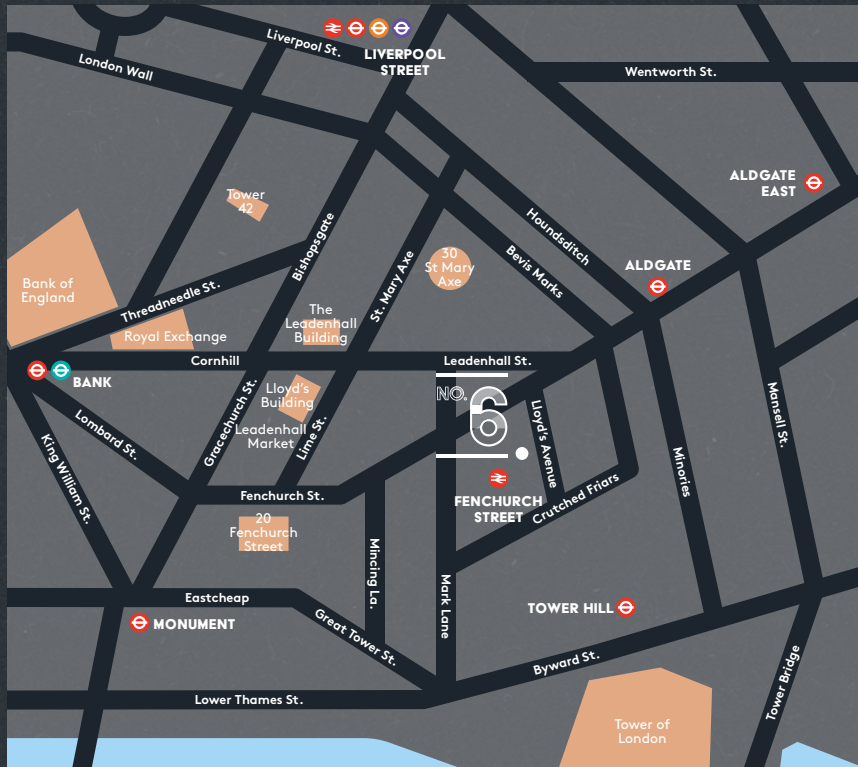 Liverpool St.
LIVERPOOL
STREET
London Wall
Wentworth St.
ALDGATE
EAST
Tower
42
Houndsditch
Bishopsgate
Bevis Marks
St. Mary Axe
30
St Mary
Axe
ALDGATE
Bank of
England
Threadneedle St.
The
Leadenhall
Building
Royal Exchange
Cornhill
Leadenhall St.
BANK
NO.
6
Lloyd's
Building
Leadenhall
Market
Gracechurch St.
Lime St.
Lombard St.
King William St.
Lloyd's Avenue
Mansell St.
Minories
FENCHURCH
STREET
Crutched Friars
Fenchurch St.
20
Fenchurch
Street
Mincing La.
Mark Lane
Eastcheap
MONUMENT
TOWER HILL
Great Tower St.
Byward St.
Lower Thames St.
Tower Bridge
Tower of
London